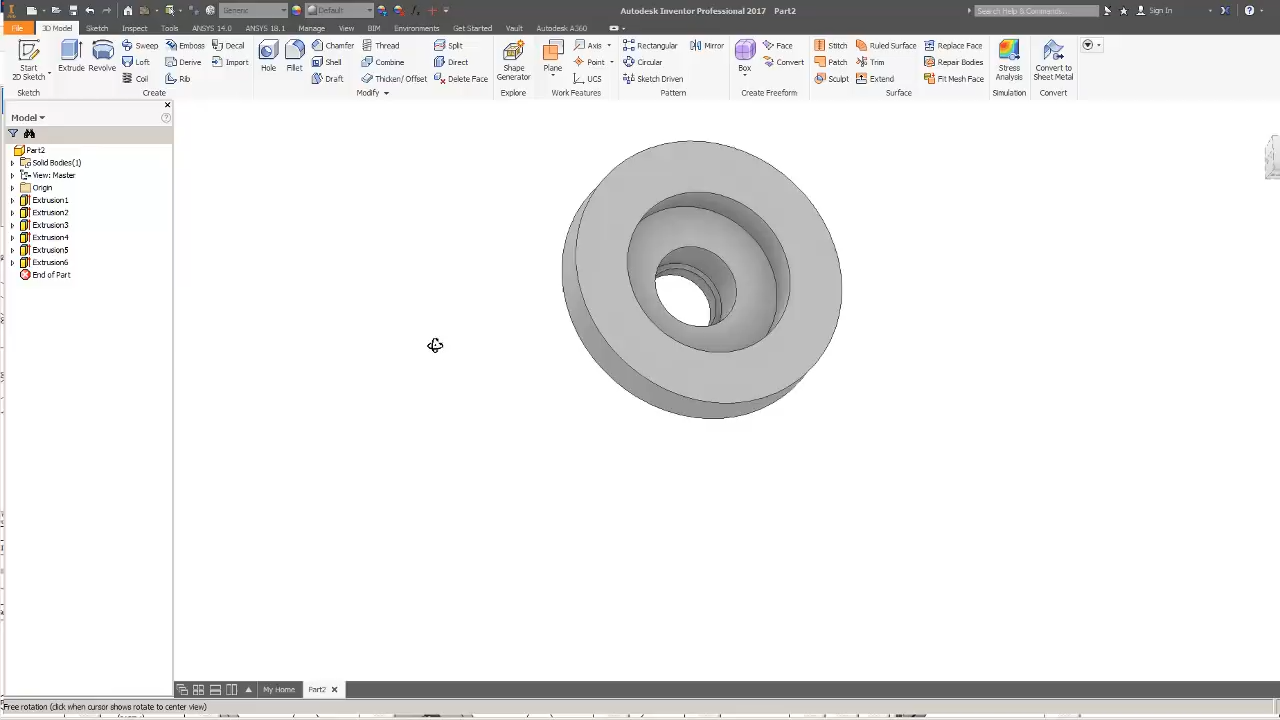 Generic
Default
Autodesk Inventor Professional 2017 Part2
Search Help & Commands...
Sign In
File 3D Model Sketch Inspect Tools ANSYS 14.0 ANSYS 18.1 Manage View BIM Environments Get Started Vault Autodesk A360
Start
2D Sketch
Extrude
Revolve
Sweep Emboss Decal
Loft Derive Import
Coil Rib
Hole
Fillet
Chamfer Thread Split
Shell Combine Direct
Draft Thicken/ Offset Delete Face
Shape
Generator
Plane
Axis
Point
UCS
Rectangular Mirror
Circular
Sketch Driven
Box
Face
Convert
Stitch Ruled Surface Replace Face
Patch Trim Repair Bodies
Sculpt Extend Fit Mesh Face
Stress
Analysis
Convert to
Sheet Metal
Sketch Create Modify Explore Work Features Pattern Create Freeform Surface Simulation Convert
Model
Part2
Solid Bodies(1)
View: Master
Origin
Extrusion1
Extrusion2
Extrusion3
Extrusion4
Extrusion5
Extrusion6
End of Part
My Home Part2
Free rotation (click when cursor shows rotate to center view)